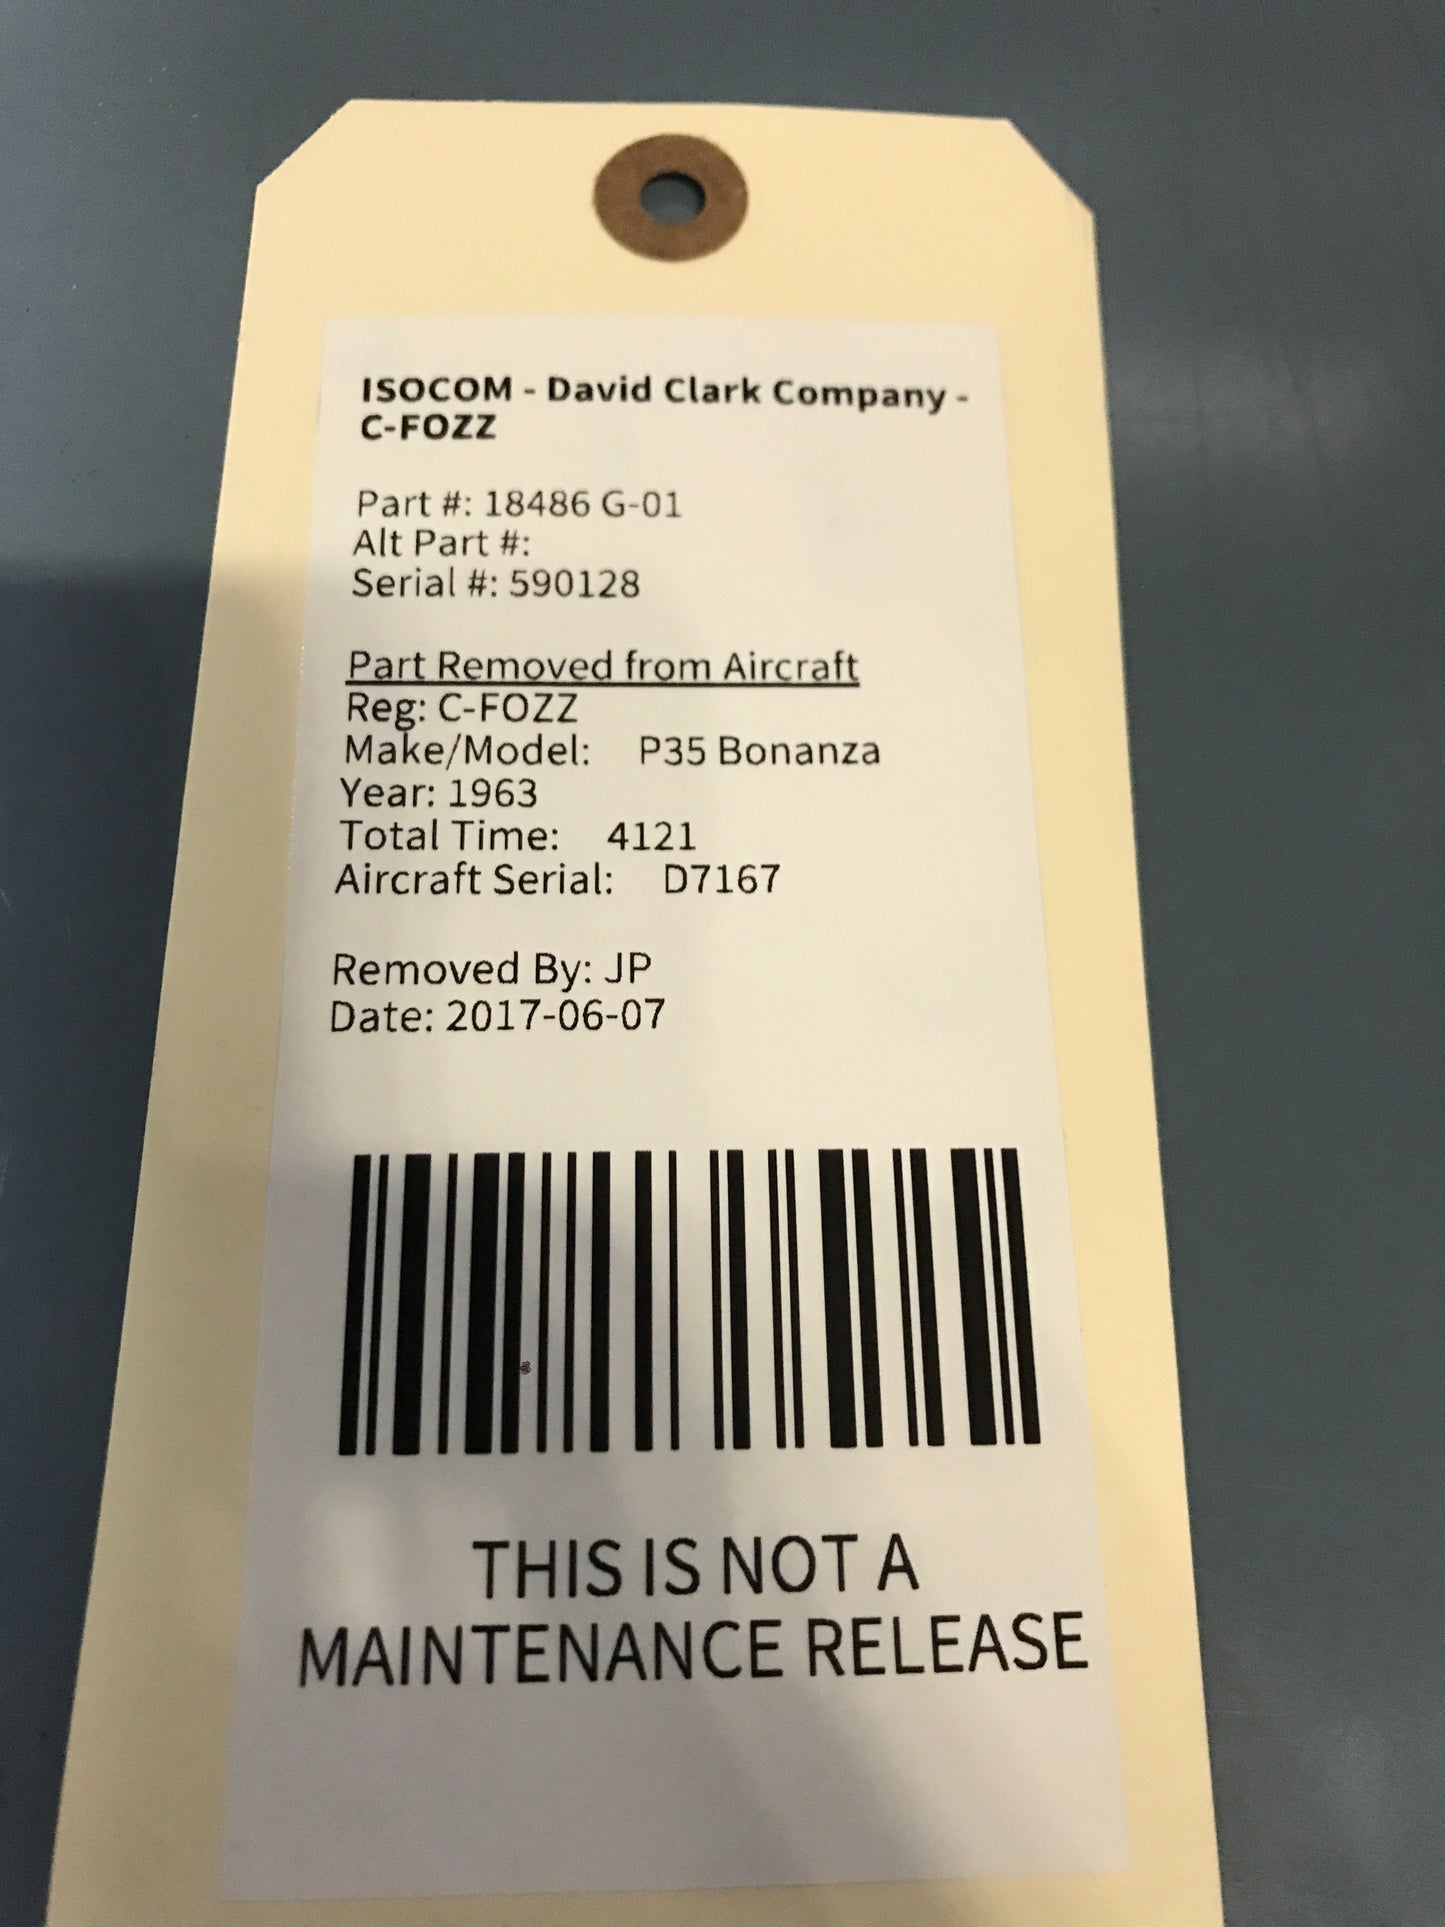 ISOCOM - David Clark Company -
C-FOZZ
Part #: 18486 G-01
Alt Part #:
Serial #: 590128
Part Removed from Aircraft
Reg: C-FOZZ
Make/Model: P35 Bonanza
Year: 1963
Total Time: 4121
Aircraft Serial: D7167
Removed By: JP
Date: 2017-06-07
THIS IS NOT A
MAINTENANCE RELEASE